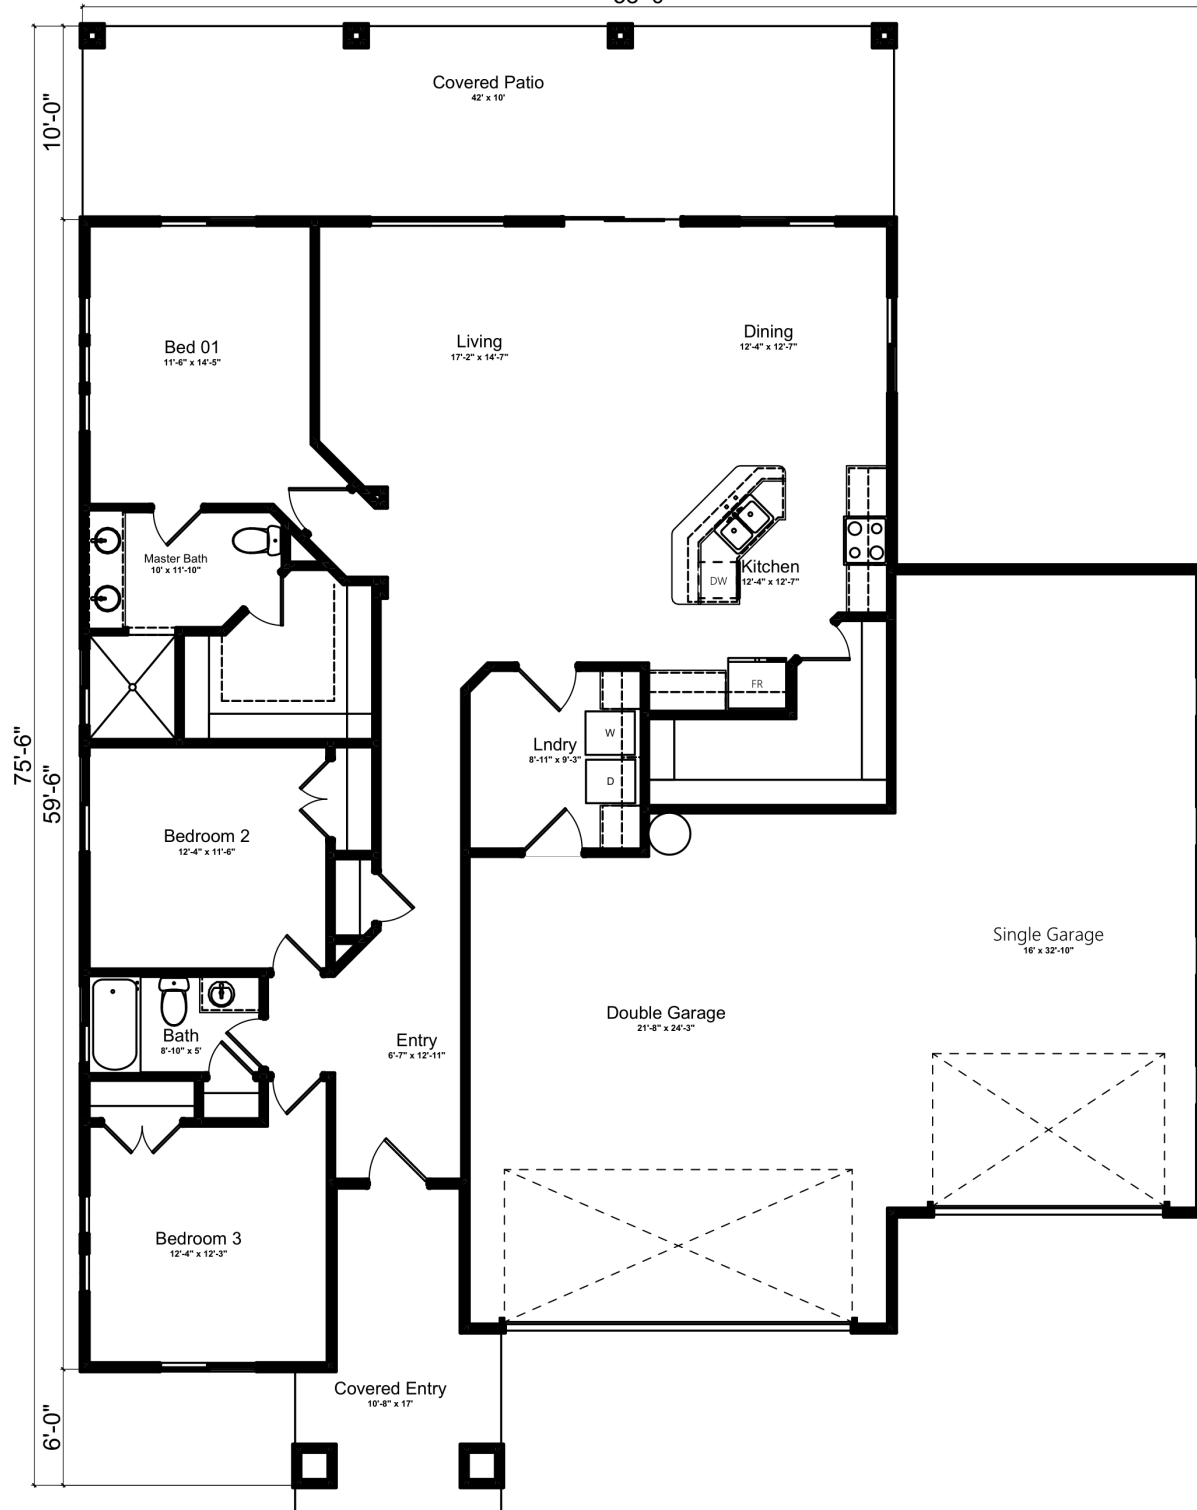 Covered Patio
42' x 10'
10'-0"
Bed 01
11'-6" x 14'-5"
Living
17'-2" x 14'-7"
Dining
12'-4" x 12'-7"
Master Bath
10' x 11'-10"
Kitchen
12'-4" x 12'-7"
DW
FR
Lndry
8'-11" x 9'-3"
W
D
75'-6"
59'-6"
Bedroom 2
12'-4" x 11'-6"
Single Garage
16' x 32'-10"
Double Garage
21'-8" x 24'-3"
Bath
8'-10" x 5'
Entry
6'-7" x 12'-11"
Bedroom 3
12'-4" x 12'-3"
Covered Entry
10'-8" x 17'
6'-0"